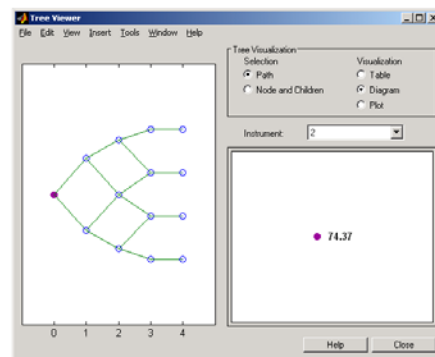 Tree Viewer
File Edit View Insert Tools Window Help
Tree Visualization
Selection
Path
Node and Children
Visualization
Table
Diagram
Plot
Instrument:
2
74.37
0 1 2 3 4
Help
Close